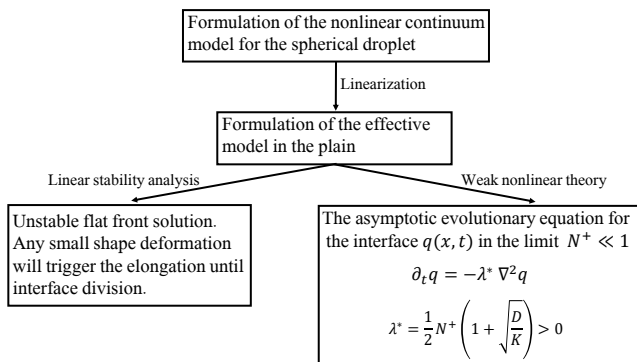 Formulation of the nonlinear continuum
model for the spherical droplet
Linearization
Formulation of the effective
model in the plain
Linear stability analysis
Weak nonlinear theory
Unstable flat front solution.
Any small shape deformation
will trigger the elongation until
interface division.
The asymptotic evolutionary equation for
the interface q(x, t) in the limit N⁺ ≪ 1
∂ₜq = −λ* ∇²q
λ* = 1/2 N⁺ (1 + √(D/K)) > 0